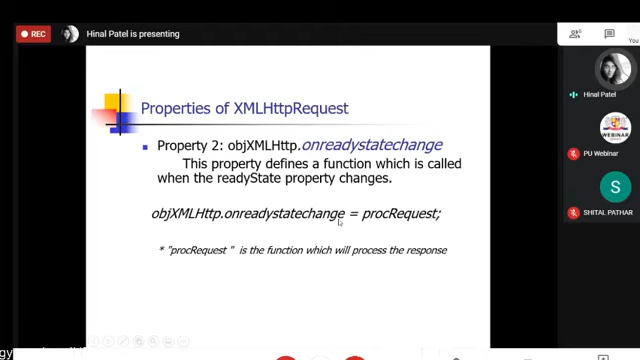 REC
Hinal Patel is presenting
You
Properties of XMLHttpRequest
Property 2: objXMLHttp.onreadystatechange
This property defines a function which is called
when the readyState property changes.
objXMLHttp.onreadystatechange = procRequest;
* "procRequest " is the function which will process the response
Hinal Patel
PU Webinar
S
SHITAL PATHAR